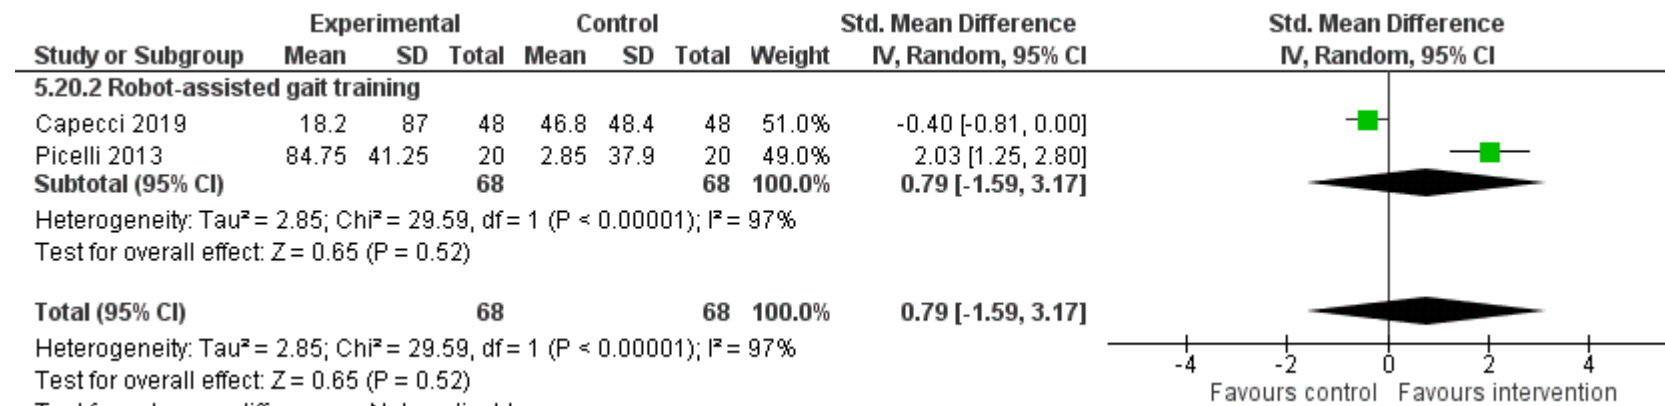 Experimental Control Std. Mean Difference Std. Mean Difference
Study or Subgroup Mean SD Total Mean SD Total Weight IV, Random, 95% CI IV, Random, 95% CI
5.20.2 Robot-assisted gait training
Capecci 2019 18.2 87 48 46.8 48.4 48 51.0% -0.40 [-0.81, 0.00]
Picelli 2013 84.75 41.25 20 2.85 37.9 20 49.0% 2.03 [1.25, 2.80]
Subtotal (95% CI) 68 68 100.0% 0.79 [-1.59, 3.17]
Heterogeneity: Tau² = 2.85; Chi² = 29.59, df = 1 (P < 0.00001); I² = 97%
Test for overall effect: Z = 0.65 (P = 0.52)
Total (95% CI) 68 68 100.0% 0.79 [-1.59, 3.17]
Heterogeneity: Tau² = 2.85; Chi² = 29.59, df = 1 (P < 0.00001); I² = 97%
Test for overall effect: Z = 0.65 (P = 0.52)
-4 -2 0 2 4
Favours control Favours intervention